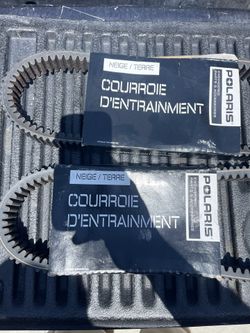 NEIGE / TERRE
COURROIE
D'ENTRAINMENT
POLARIS
NEIGE / TERRE
COURROIE
D'ENTRAINMENT
POLARIS